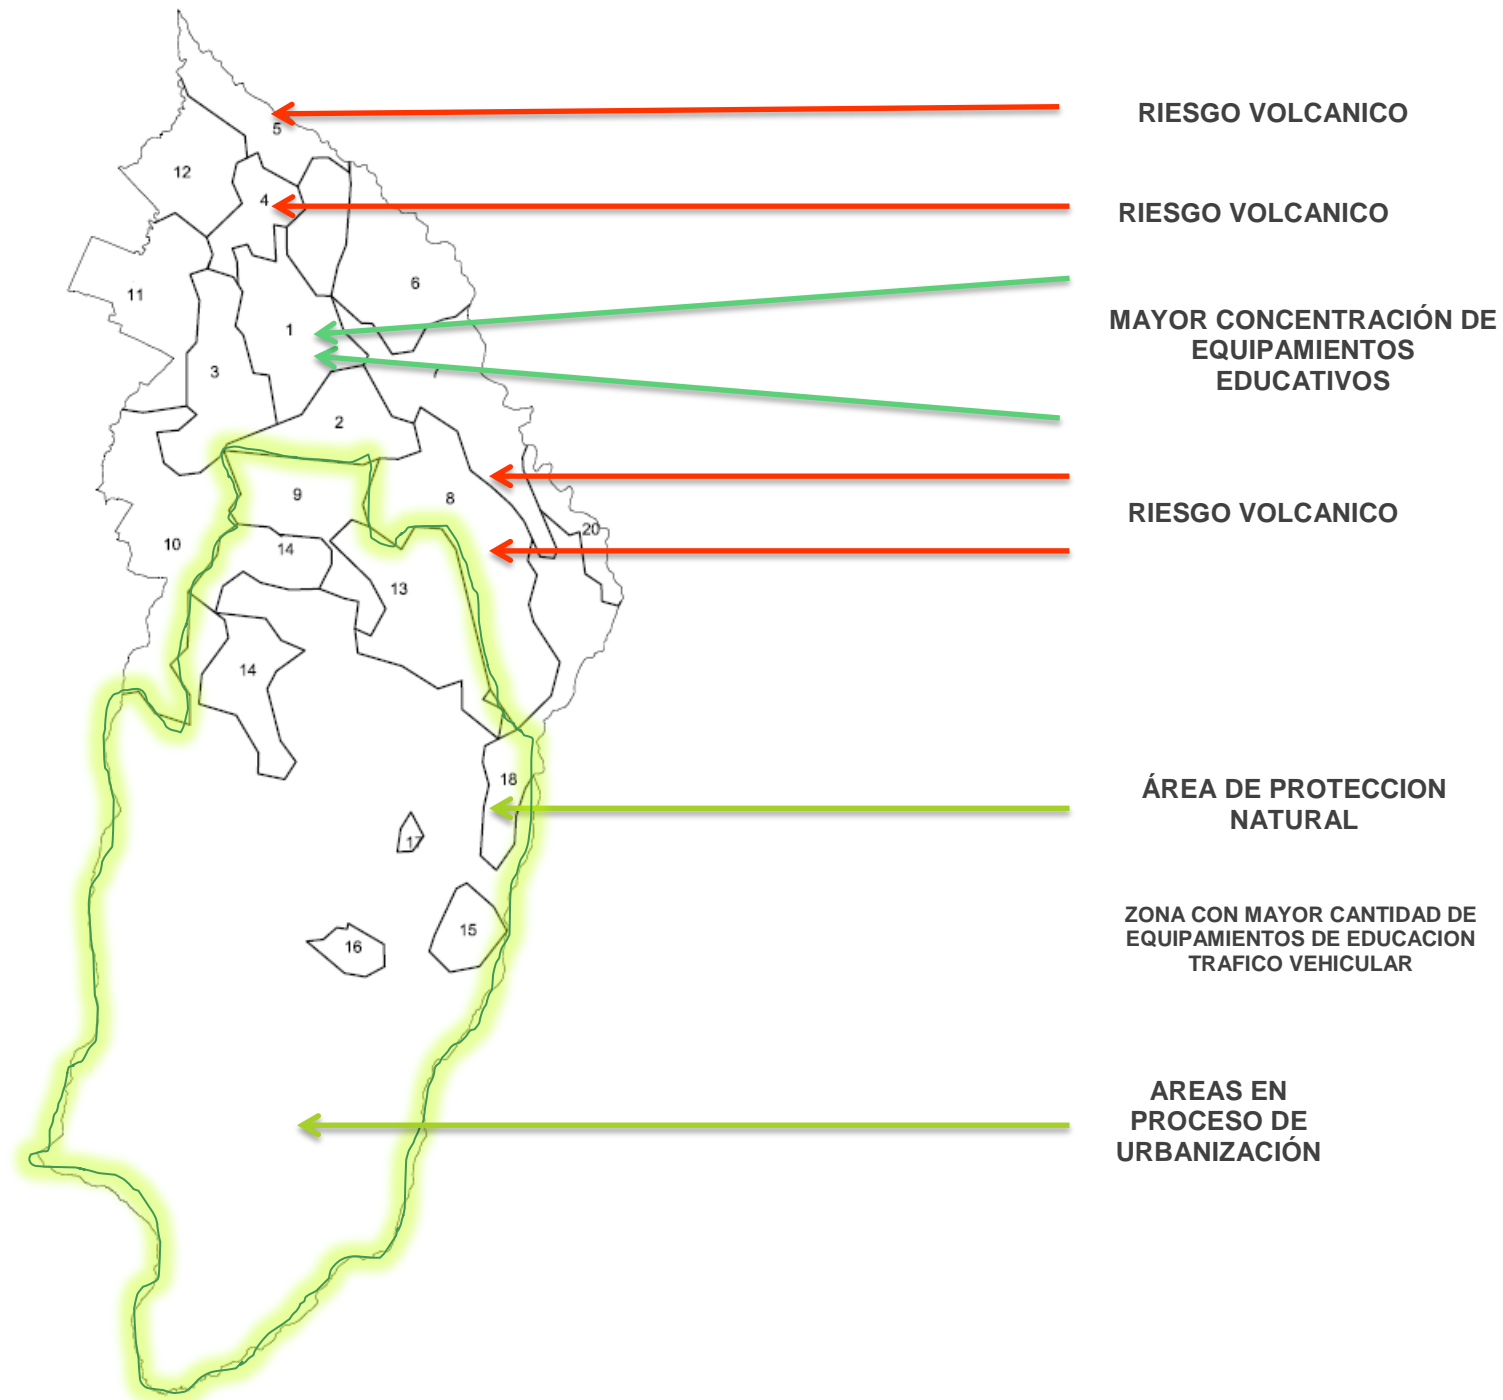 RIESGO VOLCANICO
5
12
RIESGO VOLCANICO
4
6
11
MAYOR CONCENTRACIÓN DE
EQUIPAMIENTOS
EDUCATIVOS
1
3
7
2
9
8
RIESGO VOLCANICO
20
10
14
13
14
18
ÁREA DE PROTECCION
NATURAL
17
15
16
ZONA CON MAYOR CANTIDAD DE
EQUIPAMIENTOS DE EDUCACION
TRAFICO VEHICULAR
AREAS EN
PROCESO DE
URBANIZACIÓN